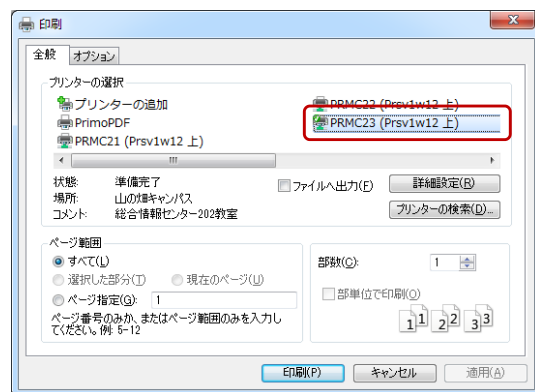 印刷
全般 オプション
プリンターの選択
プリンターの追加 PRMC22 (Prsv1w12 上)
PrimoPDF PRMC23 (Prsv1w12 上)
PRMC21 (Prsv1w12 上)
状態: 準備完了 ファイルへ出力(F) 詳細設定(R)
場所: 山の畑キャンパス
コメント: 総合情報センター202教室 プリンターの検索(D)...
ページ範囲
すべて(L) 部数(C): 1
選択した部分(T) 現在のページ(U) 部単位で印刷(O)
ページ指定(G): 1
ページ番号のみか、またはページ範囲のみを入力し
てください。例: 5-12
1 1 2 2 3 3
印刷(P) キャンセル 適用(A)